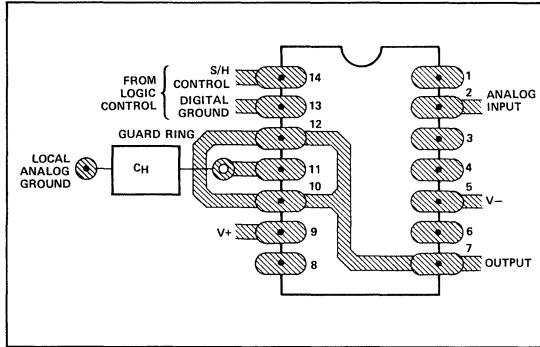 FROM
LOGIC
CONTROL
S/H
CONTROL
DIGITAL
GROUND
GUARD RING
LOCAL
ANALOG
GROUND
CH
V+
14
13
12
11
10
9
8
1
2
3
4
5
6
7
ANALOG
INPUT
V−
OUTPUT